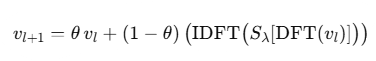 v_{l+1} = θ v_l + (1 − θ) (IDFT(S_λ[DFT(v_l)]))